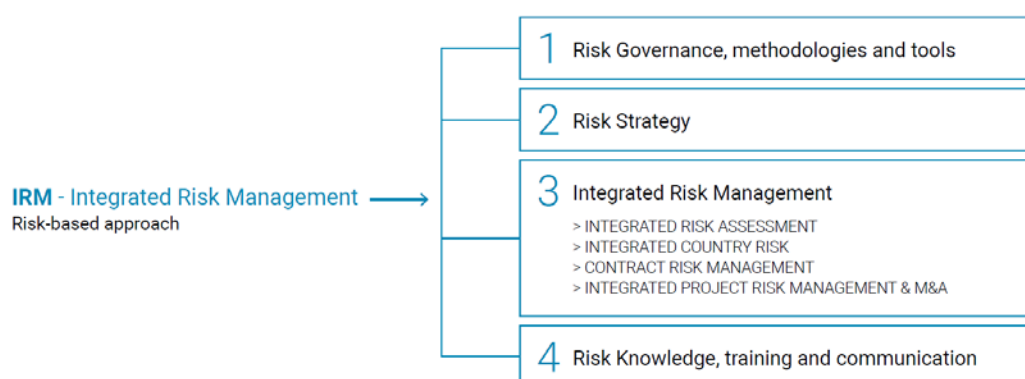 1 Risk Governance, methodologies and tools
2 Risk Strategy
IRM - Integrated Risk Management
Risk-based approach
3 Integrated Risk Management
> INTEGRATED RISK ASSESSMENT
> INTEGRATED COUNTRY RISK
> CONTRACT RISK MANAGEMENT
> INTEGRATED PROJECT RISK MANAGEMENT & M&A
4 Risk Knowledge, training and communication